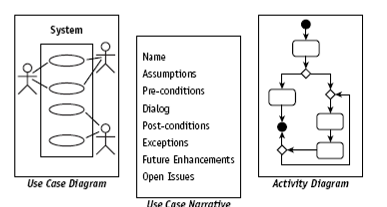 System
Use Case Diagram
Name
Assumptions
Pre-conditions
Dialog
Post-conditions
Exceptions
Future Enhancements
Open Issues
Use Case Narrative
Activity Diagram